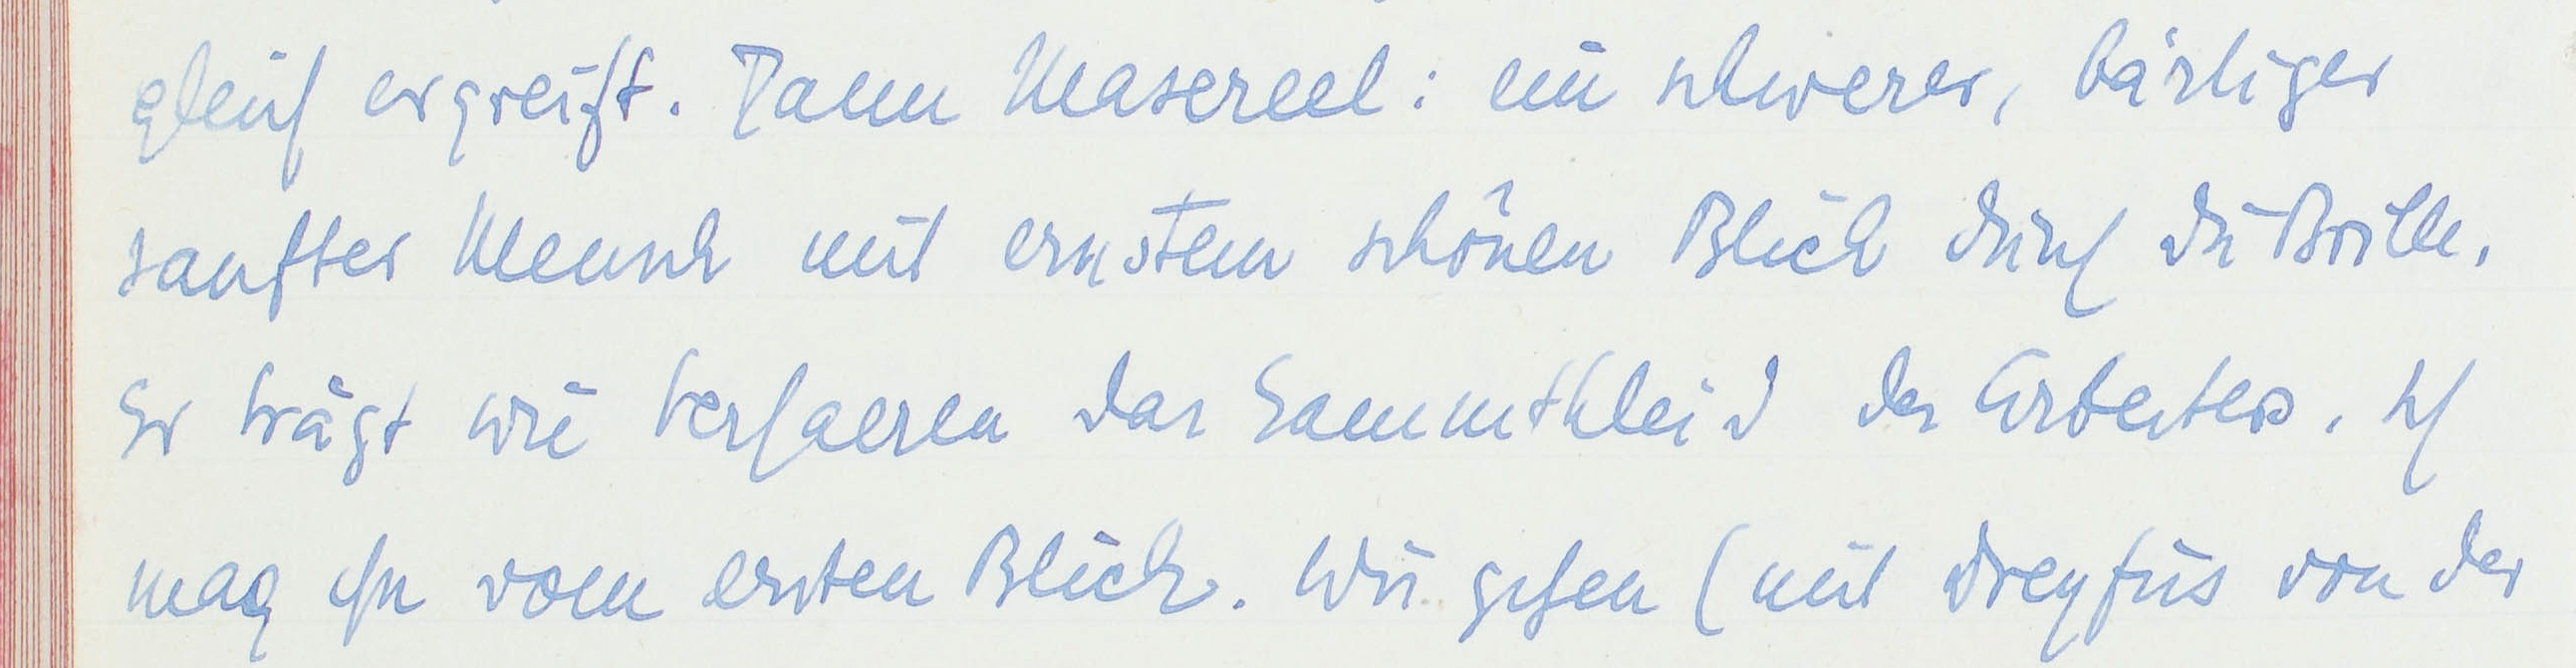 gleich ergreift. Dann Masereel: ein schwerer, bärtiger
sanfter Mensch mit ernstem schönen Blick durch die Brille.
Er trägt wie Verhaeren das Sammtkleid der Arbeiter. Ich
mag ihn vom ersten Blick. Wir gehen (mit Dreyfus von der